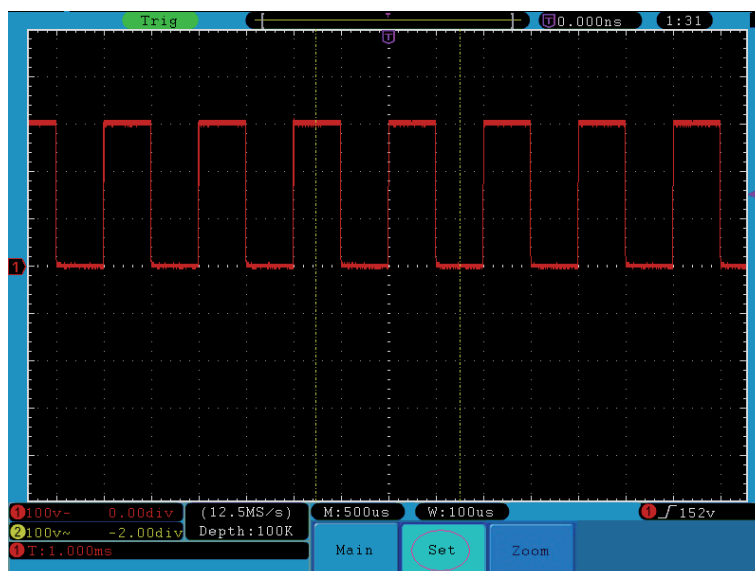 Trig T T 0.000ns 1:31
T
1
1 100v- 0.00div (12.5MS/s) M:500us W:100us 1 152v
2 100v~ -2.00div Depth:100K
1 T:1.000ms Main Set Zoom